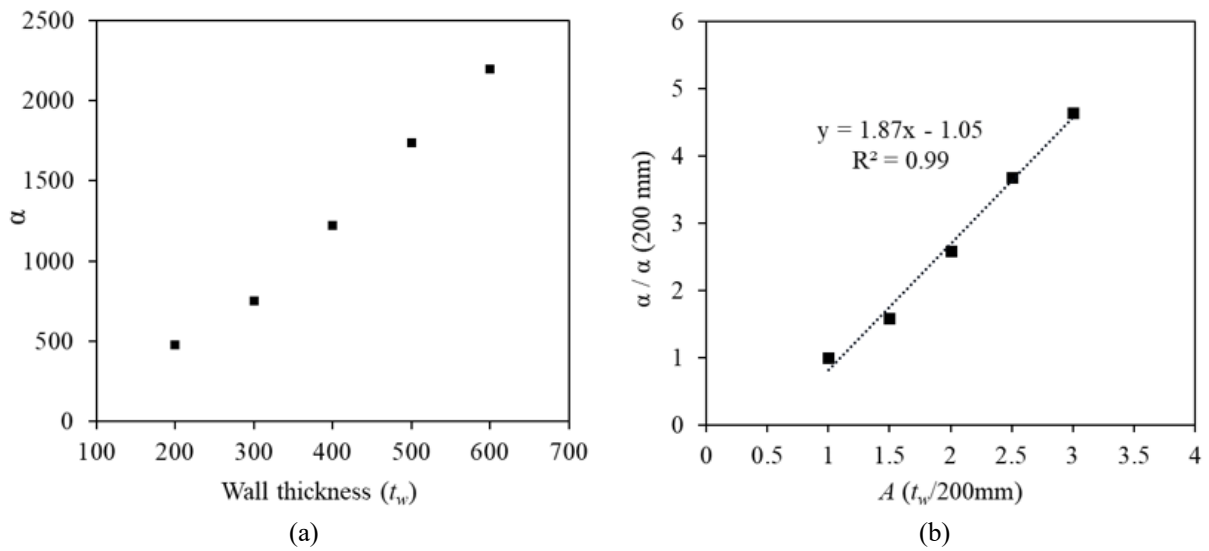 2500
2000
1500
1000
500
0
α
100 200 300 400 500 600 700
Wall thickness (t_w)
(a)
6
5
4
3
2
1
0
α / α (200 mm)
y = 1.87x - 1.05
R² = 0.99
0 0.5 1 1.5 2 2.5 3 3.5 4
A (t_w/200mm)
(b)